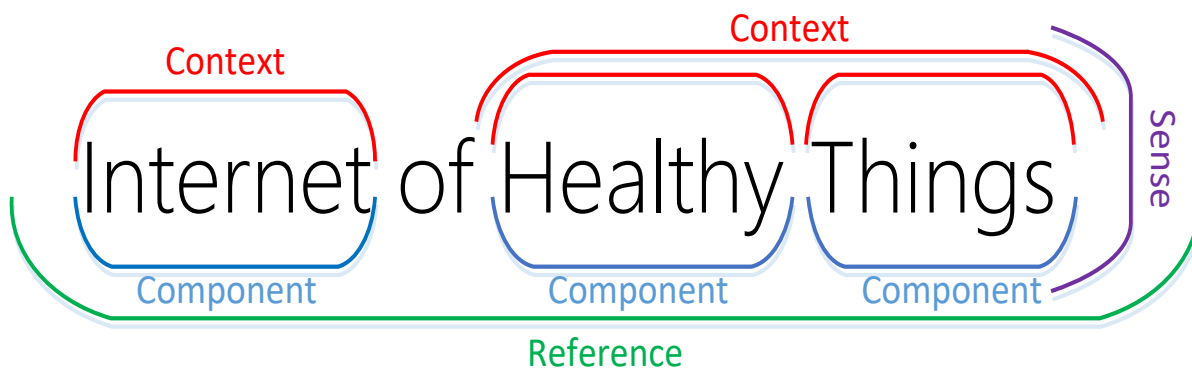 Context
Context
Internet of Healthy Things
Sense
Component
Component
Component
Reference